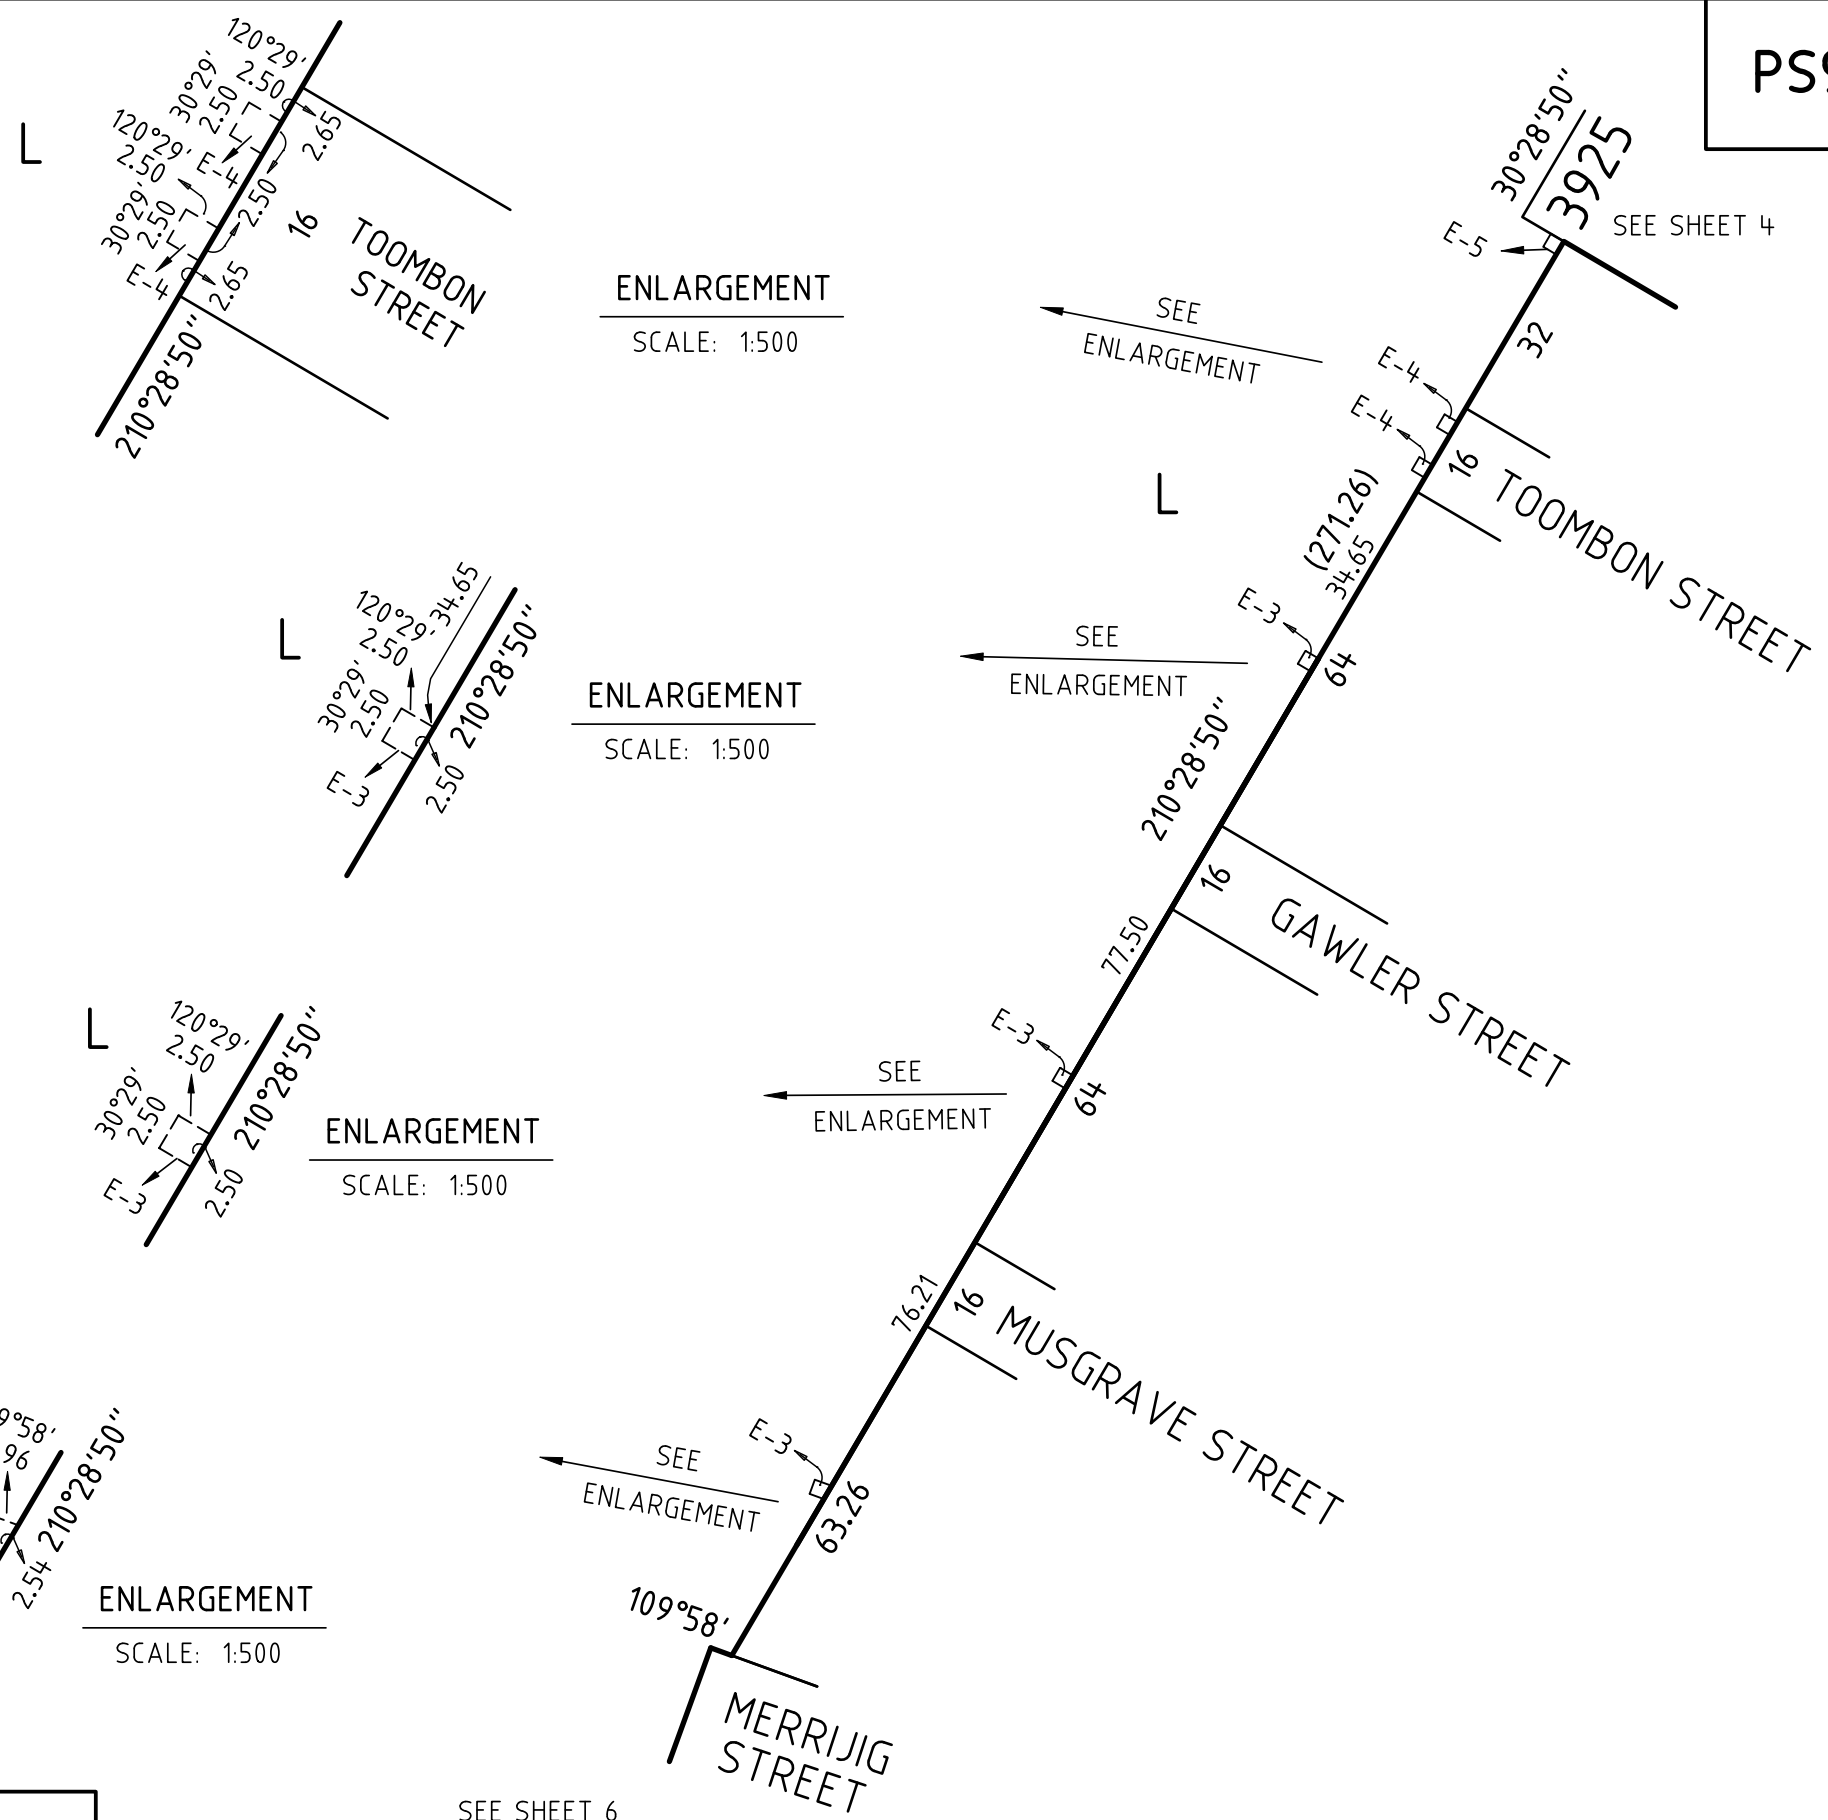 PS9
L
120°29'
2.50
30°29'
2.50
2.65
120°29'
2.50
E-4
2.50
30°29'
2.50
E-4
2.65
16
TOOMBON
STREET
210°28'50"
ENLARGEMENT
SCALE: 1:500
30°28'50"
3925
SEE SHEET 4
E-5
32
SEE
ENLARGEMENT
E-4
E-4
16
TOOMBON STREET
L
(271.26)
34.65
L
120°29'
2.50
34.65
30°29'
2.50
210°28'50"
E-3
2.50
ENLARGEMENT
SCALE: 1:500
SEE
ENLARGEMENT
E-3
64
210°28'50"
16
GAWLER STREET
77.50
L
120°29'
2.50
30°29'
2.50
210°28'50"
E-3
2.50
ENLARGEMENT
SCALE: 1:500
SEE
ENLARGEMENT
E-3
64
76.21
16
MUSGRAVE STREET
9°58'
96
210°28'50"
2.54
ENLARGEMENT
SCALE: 1:500
SEE
ENLARGEMENT
E-3
63.26
109°58'
MERRIJIG
STREET
SEE SHEET 6